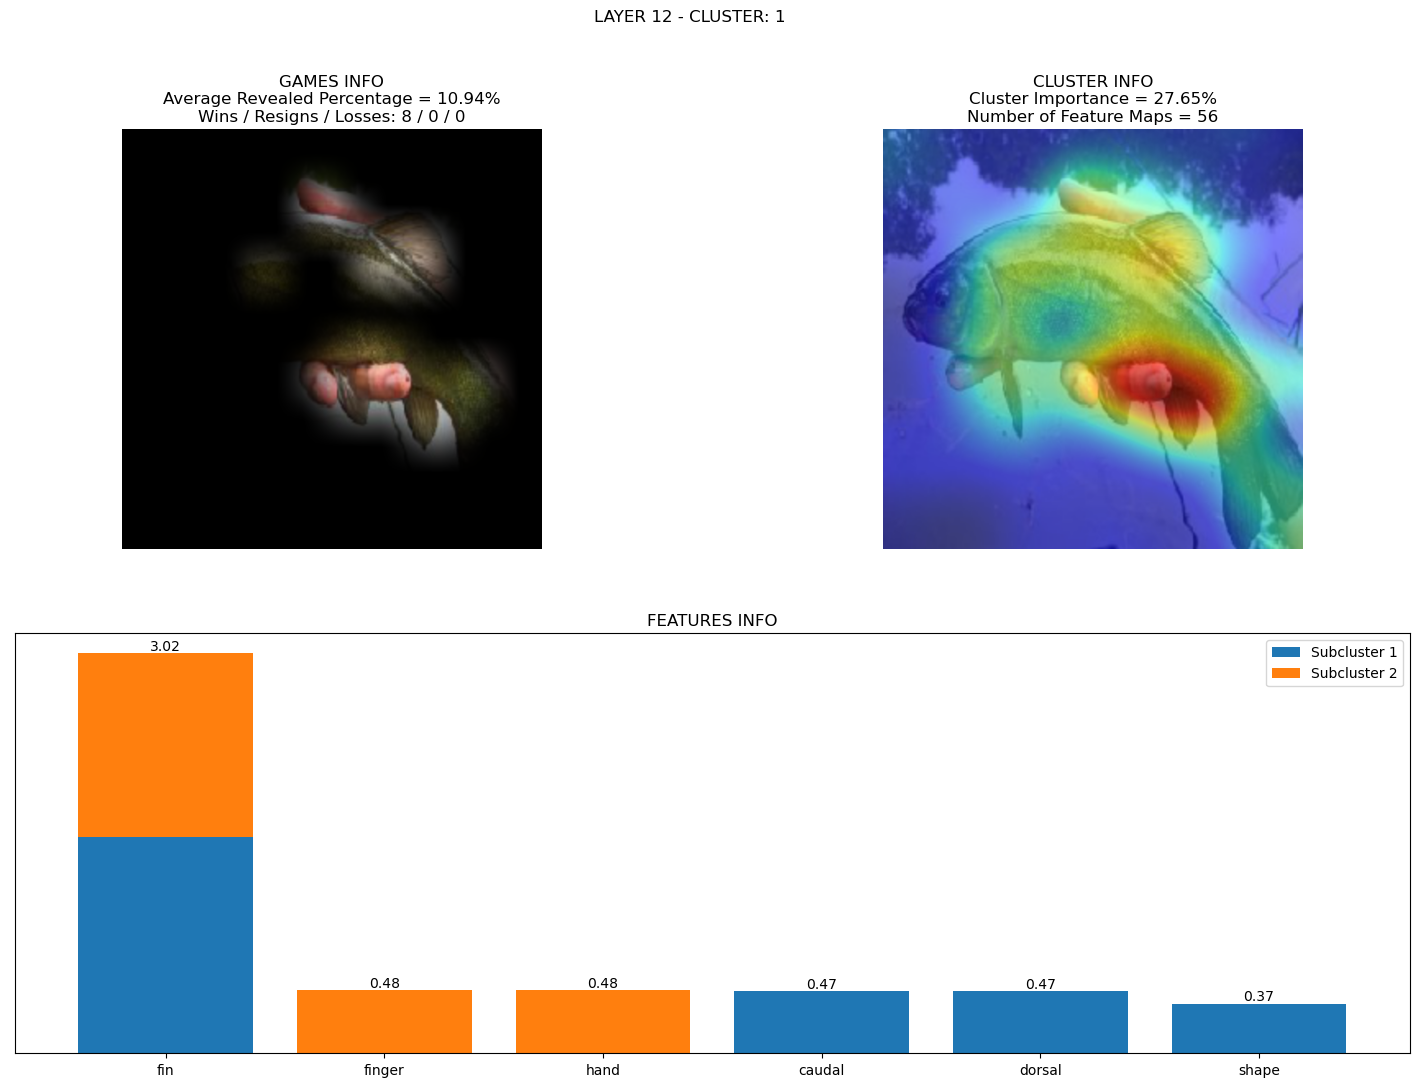 LAYER 12 - CLUSTER: 1
GAMES INFO
Average Revealed Percentage = 10.94%
Wins / Resigns / Losses: 8 / 0 / 0
CLUSTER INFO
Cluster Importance = 27.65%
Number of Feature Maps = 56
FEATURES INFO
Subcluster 1
Subcluster 2
3.02
0.48
0.48
0.47
0.47
0.37
fin
finger
hand
caudal
dorsal
shape